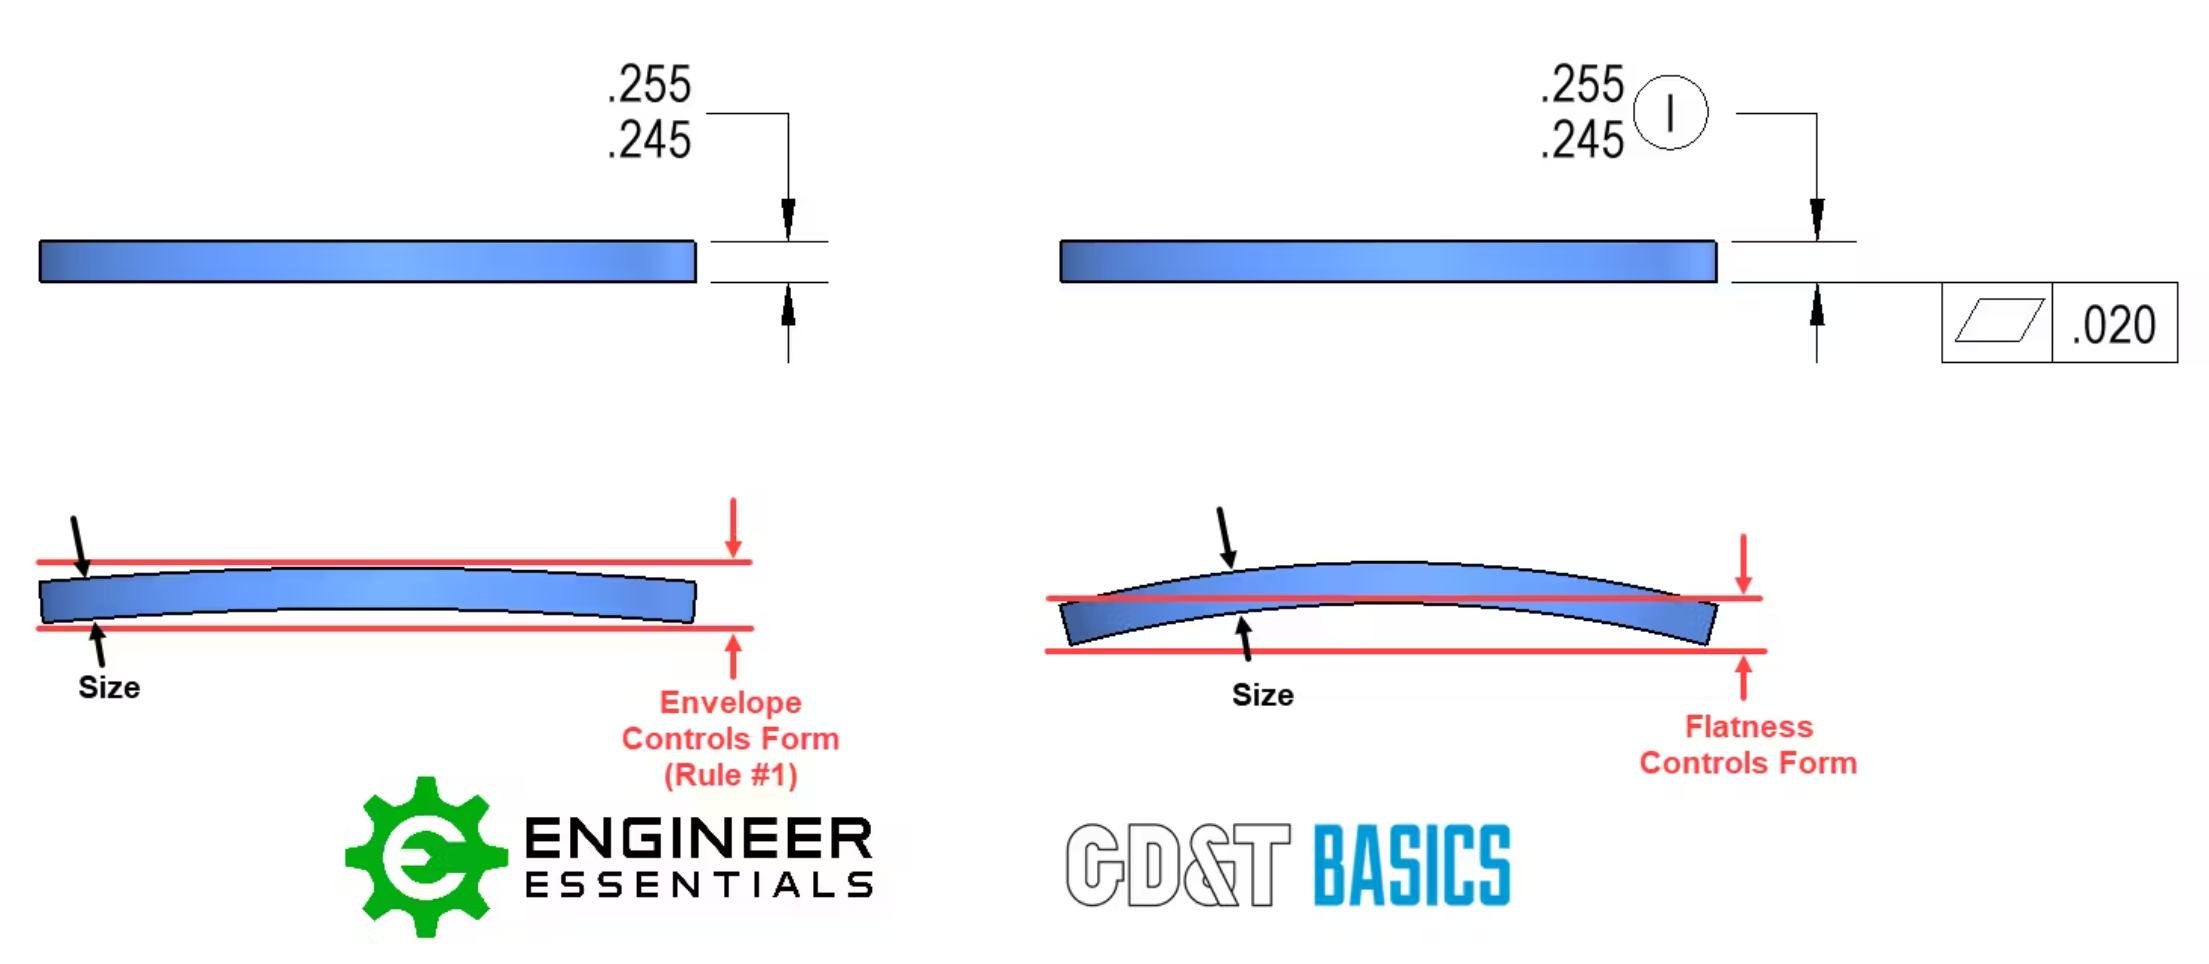 .255
.245
.255
.245
I
.020
Size
Envelope
Controls Form
(Rule #1)
Size
Flatness
Controls Form
ENGINEER
ESSENTIALS
GD&T BASICS